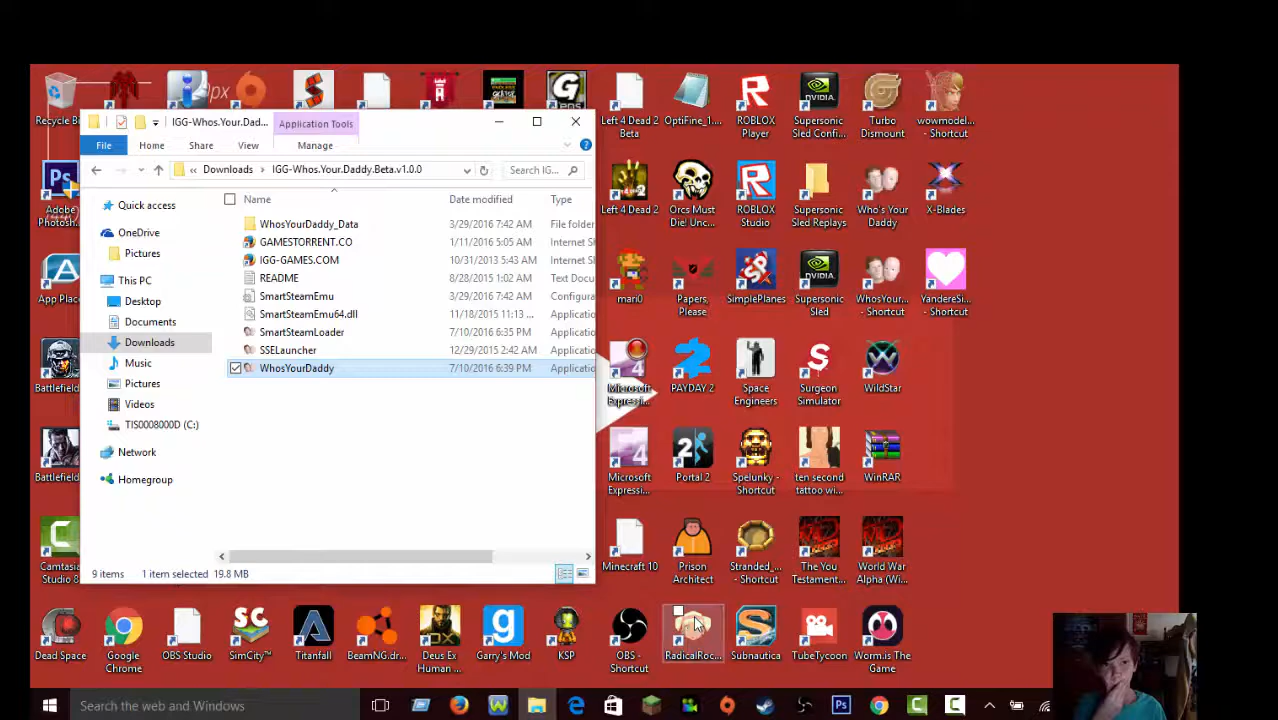 px
Recycle Bi
IGG-Whos.Your.Dad...
Application Tools
File
Home
Share
View
Manage
Downloads
IGG-Whos.Your.Daddy.Beta.v1.0.0
Search IG...
Name
Date modified
Type
Quick access
OneDrive
Pictures
This PC
Desktop
Documents
Downloads
Music
Pictures
Videos
TIS0008000D (C:)
Network
Homegroup
WhosYourDaddy_Data 3/29/2016 7:42 AM File folder
GAMESTORRENT.CO 1/11/2016 5:05 AM Internet S
IGG-GAMES.COM 10/31/2013 5:43 AM Internet S
README 8/28/2015 1:02 AM Text Docu
SmartSteamEmu 3/29/2016 7:42 AM Configura
SmartSteamEmu64.dll 11/18/2015 11:13 ... Applicatio
SmartSteamLoader 7/10/2016 6:35 PM Applicatio
SSELauncher 12/29/2015 2:42 AM Applicatio
WhosYourDaddy 7/10/2016 6:39 PM Applicatio
9 items 1 item selected 19.8 MB
Adobe
Photosh...
App Place
Battlefield
Battlefield
Camtasia
Studio 8
Left 4 Dead 2
Beta
OptiFine_1....
ROBLOX
Player
Supersonic
Sled Confi...
Turbo
Dismount
wowmodel...
- Shortcut
Left 4 Dead 2
Orcs Must
Die! Unc...
ROBLOX
Studio
Supersonic
Sled Replays
Who's Your
Daddy
X-Blades
mari0
Papers,
Please
SimplePlanes
Supersonic
Sled
WhosYour...
- Shortcut
YandereSi...
- Shortcut
Microsoft
Expressi...
PAYDAY 2
Space
Engineers
Surgeon
Simulator
WildStar
Microsoft
Expressi...
Portal 2
Spelunky -
Shortcut
ten second
tattoo wi...
WinRAR
Minecraft 10
Prison
Architect
Stranded_...
- Shortcut
The You
Testament...
World War
Alpha (Wi...
Dead Space
Google
Chrome
OBS Studio
SimCity™
Titanfall
BeamNG.dr...
Deus Ex
Human ...
Garry's Mod
KSP
OBS -
Shortcut
RadicalRoc...
Subnautica
TubeTycoon
Worm.is The
Game
Search the web and Windows